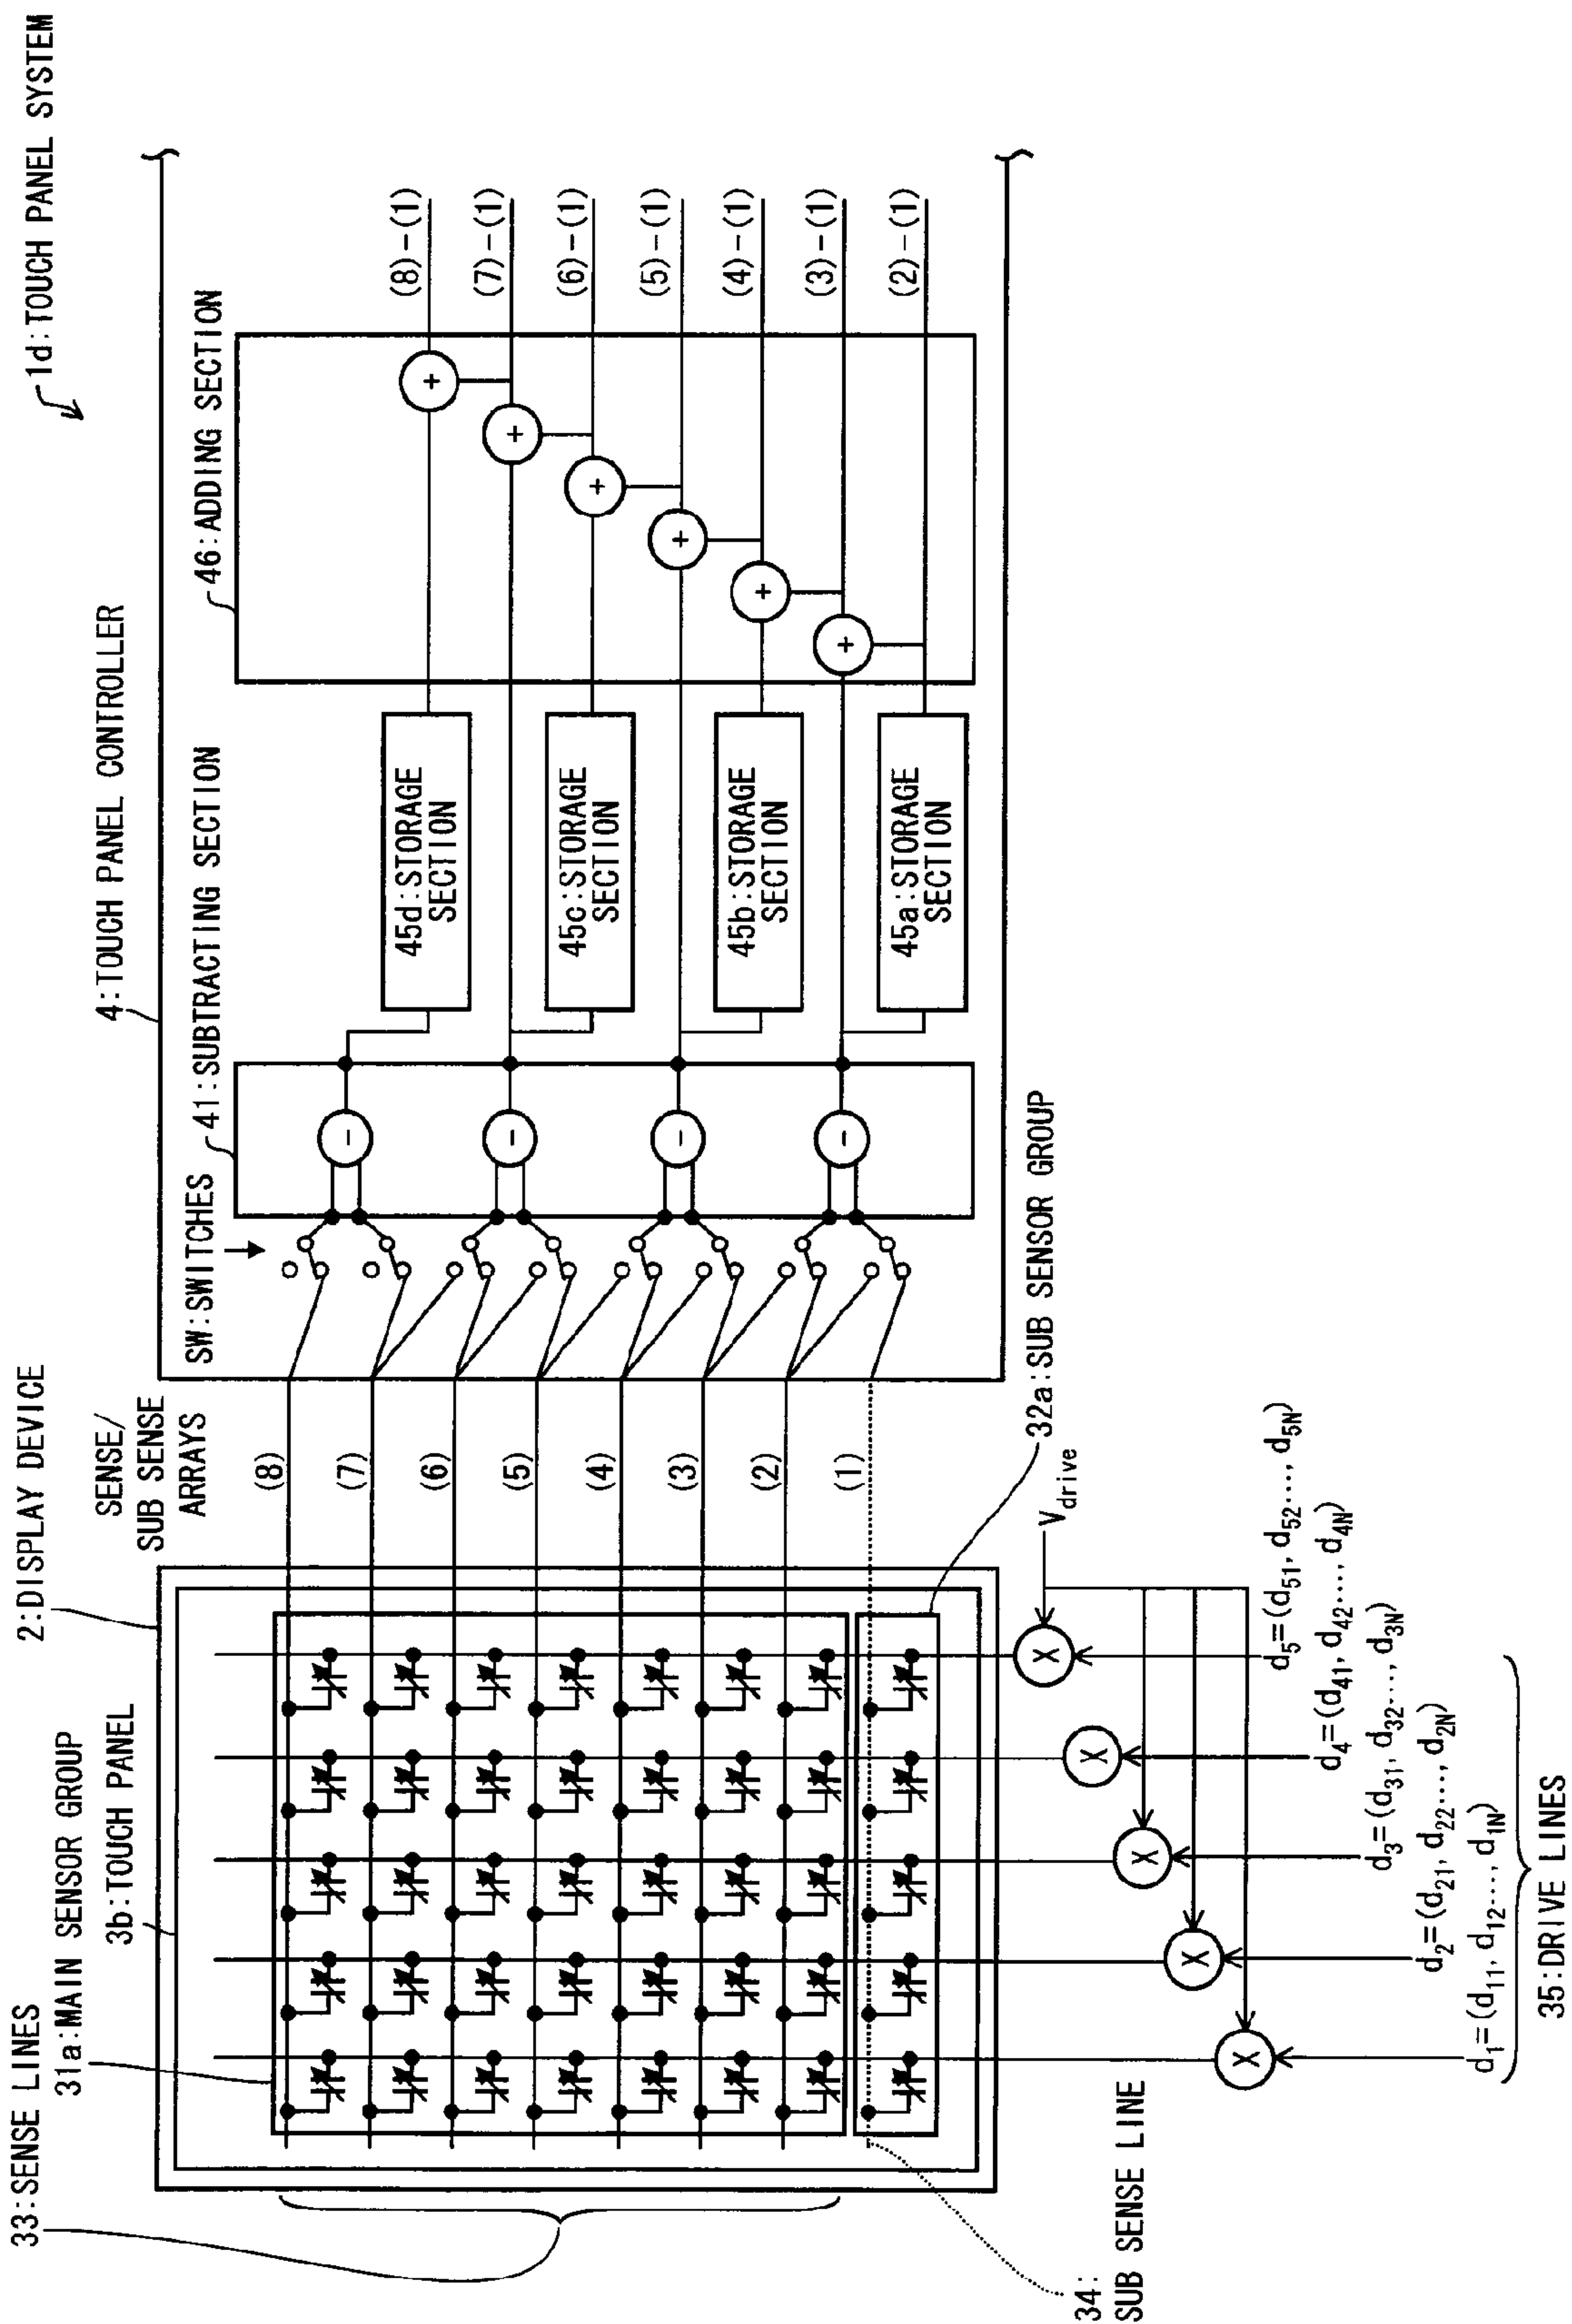 1d:TOUCH PANEL SYSTEM
4:TOUCH PANEL CONTROLLER
2:DISPLAY DEVICE
33:SENSE LINES
31a:MAIN SENSOR GROUP
3b:TOUCH PANEL
SENSE/
SUB SENSE
ARRAYS
SW:SWITCHES
41:SUBTRACTING SECTION
46:ADDING SECTION
(8)
(7)
(6)
(5)
(4)
(3)
(2)
(1)
-
-
-
-
45d:STORAGE
SECTION
45c:STORAGE
SECTION
45b:STORAGE
SECTION
45a:STORAGE
SECTION
+
+
+
+
+
+
(8)-(1)
(7)-(1)
(6)-(1)
(5)-(1)
(4)-(1)
(3)-(1)
(2)-(1)
32a:SUB SENSOR GROUP
34:
SUB SENSE LINE
Vdrive
X
X
X
X
X
d5=(d51, d52..., d5N)
d4=(d41, d42..., d4N)
d3=(d31, d32..., d3N)
d2=(d21, d22..., d2N)
d1=(d11, d12..., d1N)
35:DRIVE LINES